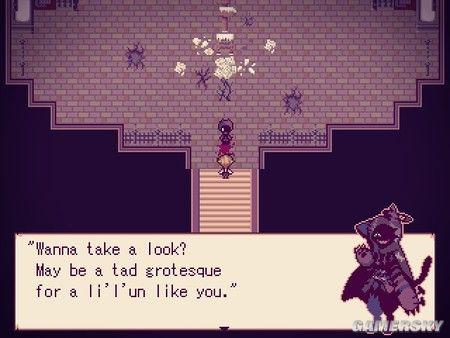 "Wanna take a look?
May be a tad grotesque
for a li'l'un like you."
GAMERSKY